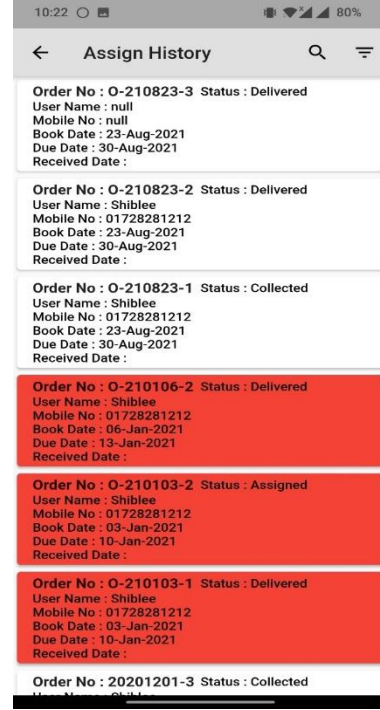 10:22 80%
Assign History
Order No : O-210823-3 Status : Delivered
User Name : null
Mobile No : null
Book Date : 23-Aug-2021
Due Date : 30-Aug-2021
Received Date :
Order No : O-210823-2 Status : Delivered
User Name : Shiblee
Mobile No : 01728281212
Book Date : 23-Aug-2021
Due Date : 30-Aug-2021
Received Date :
Order No : O-210823-1 Status : Collected
User Name : Shiblee
Mobile No : 01728281212
Book Date : 23-Aug-2021
Due Date : 30-Aug-2021
Received Date :
Order No : O-210106-2 Status : Delivered
User Name : Shiblee
Mobile No : 01728281212
Book Date : 06-Jan-2021
Due Date : 13-Jan-2021
Received Date :
Order No : O-210103-2 Status : Assigned
User Name : Shiblee
Mobile No : 01728281212
Book Date : 03-Jan-2021
Due Date : 10-Jan-2021
Received Date :
Order No : O-210103-1 Status : Delivered
User Name : Shiblee
Mobile No : 01728281212
Book Date : 03-Jan-2021
Due Date : 10-Jan-2021
Received Date :
Order No : 20201201-3 Status : Collected